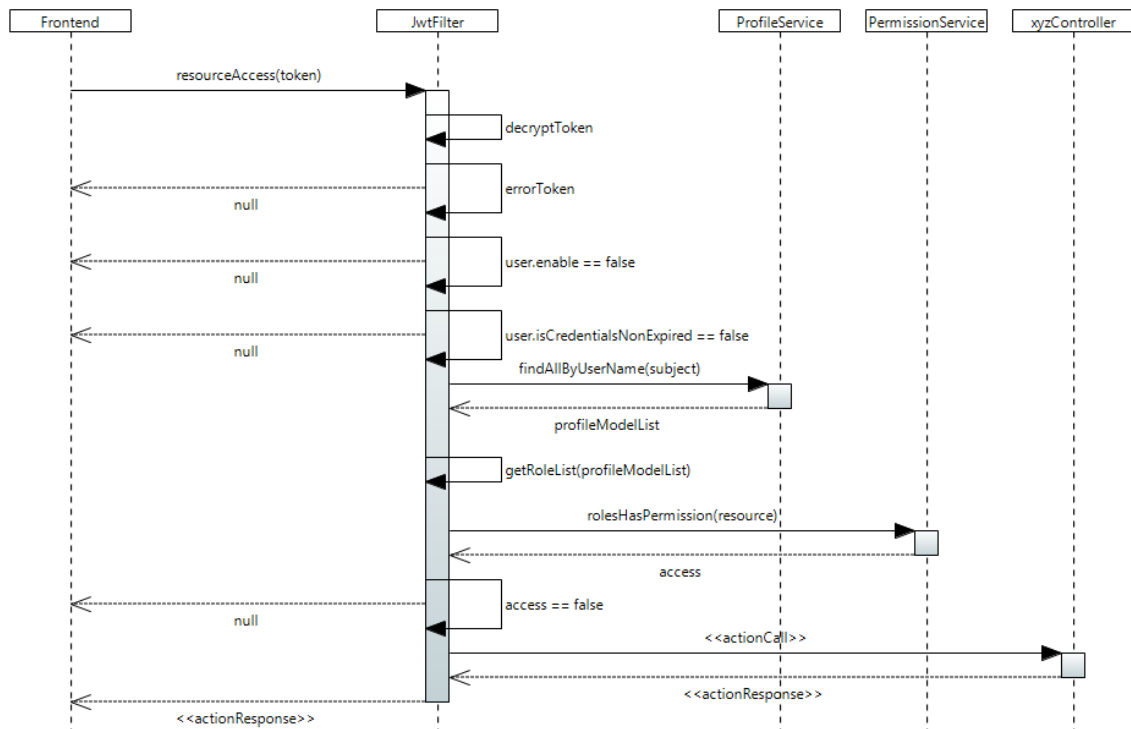 Frontend
JwtFilter
ProfileService
PermissionService
xyzController
resourceAccess(token)
decryptToken
errorToken
null
user.enable == false
null
user.isCredentialsNonExpired == false
null
findAllByUserName(subject)
profileModelList
getRoleList(profileModelList)
rolesHasPermission(resource)
access
access == false
null
<<actionCall>>
<<actionResponse>>
<<actionResponse>>